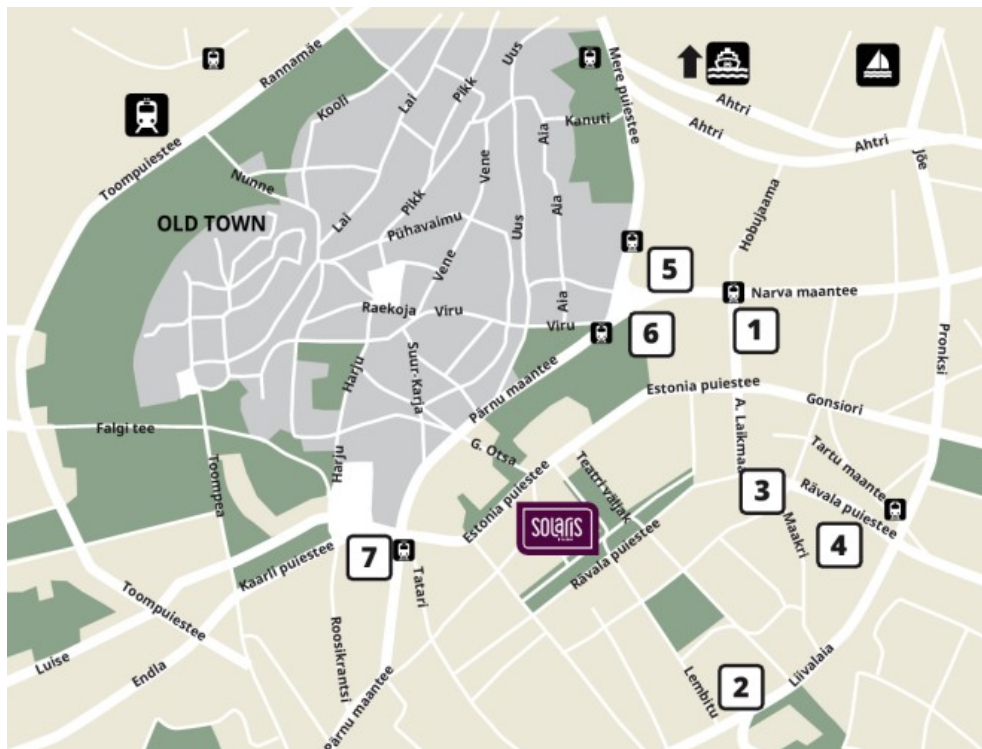 Uus
Rannamäe
Mere puiestee
Pikk
Lai
Kooli
Ahtri
Ahtri
Ahtri
Kanuti
Aia
Jõe
Toompuiestee
Nunne
Vene
Hobujaama
OLD TOWN
Lai
Pikk
Pühavaimu
Uus
Aia
Vene
5
Narva maantee
Aia
Raekoja
Viru
Viru
6
1
Pronksi
Harju
Suur-Karja
Pärnu maantee
Estonia puiestee
Gonsiori
A. Laikmaa
Falgi tee
Harju
Toompea
G. Otsa
Teatri väljak
Tartu maantee
Estonia puiestee
SOLARIS
3
Rävala puiestee
Maakri
4
Kaarli puiestee
7
Tatari
Rävala puiestee
Toompuiestee
Roosikrantsi
Luise
Endla
Pärnu maantee
Lembitu
2
Liivalaia